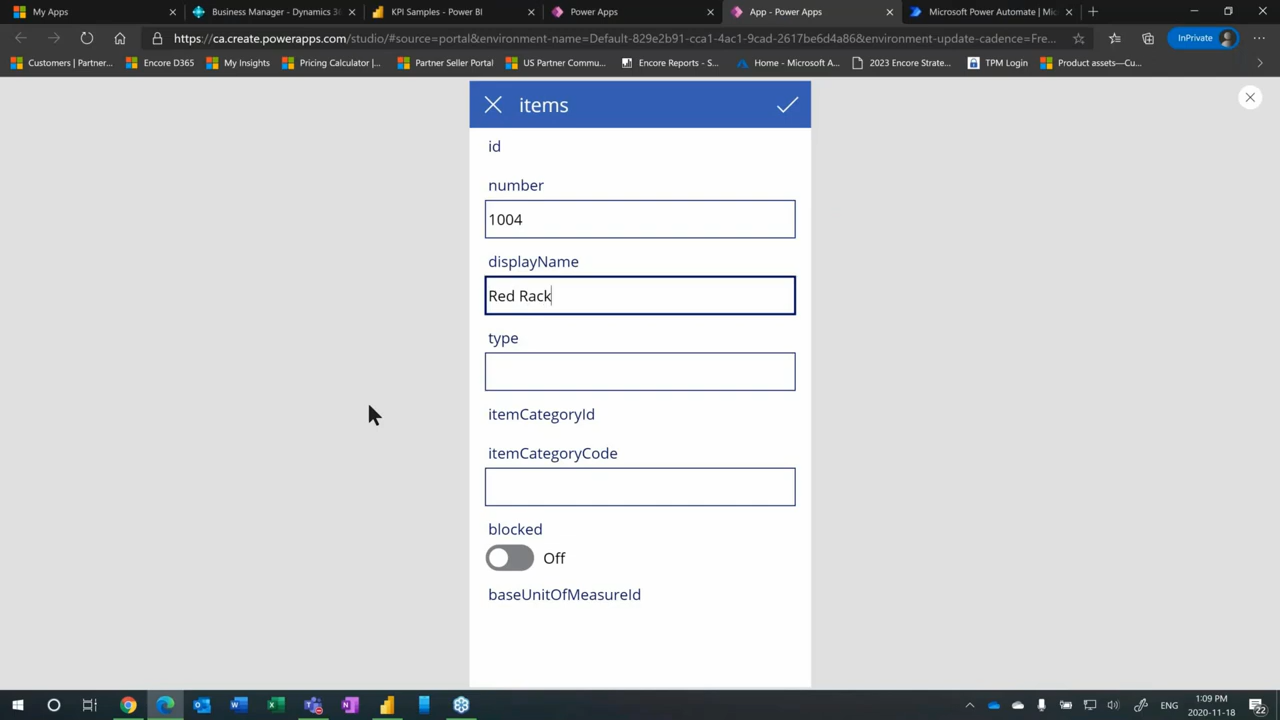 My Apps
Business Manager - Dynamics 36
KPI Samples - Power BI
Power Apps
App - Power Apps
Microsoft Power Automate | Mic
https://ca.create.powerapps.com/studio/#source=portal&environment-name=Default-829e2b91-cca1-4ac1-9cad-2617be6d4a86&environment-update-cadence=Fre...
InPrivate
Customers | Partner...
Encore D365
My Insights
Pricing Calculator |...
Partner Seller Portal
US Partner Commu...
Encore Reports - S...
Home - Microsoft A...
2023 Encore Strate...
TPM Login
Product assets—Cu...
items
id
number
1004
displayName
Red Rack
type
itemCategoryId
itemCategoryCode
blocked
Off
baseUnitOfMeasureId
ENG
1:09 PM
2020-11-18
22